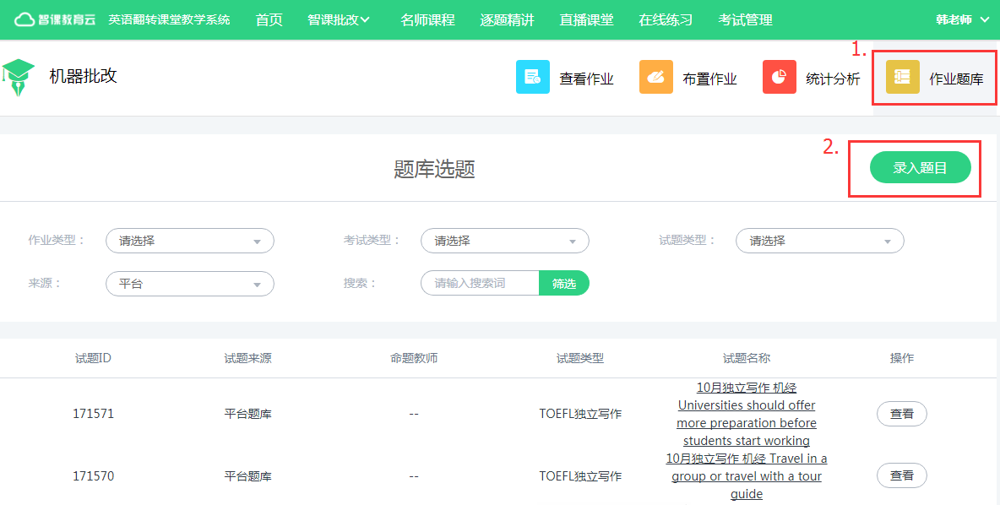 智课教育云 英语翻转课堂教学系统 首页 智课批改 名师课程 逐题精讲 直播课堂 在线练习 考试管理 韩老师
1.
机器批改 查看作业 布置作业 统计分析 作业题库
2.
题库选题 录入题目
作业类型： 请选择 考试类型： 请选择 试题类型： 请选择
来源： 平台 搜索： 请输入搜索词 筛选
试题ID 试题来源 命题教师 试题类型 试题名称 操作
171571 平台题库 -- TOEFL独立写作 10月独立写作 机经
Universities should offer
more preparation before
students start working
查看
171570 平台题库 -- TOEFL独立写作 10月独立写作 机经 Travel in a
group or travel with a tour
guide
查看